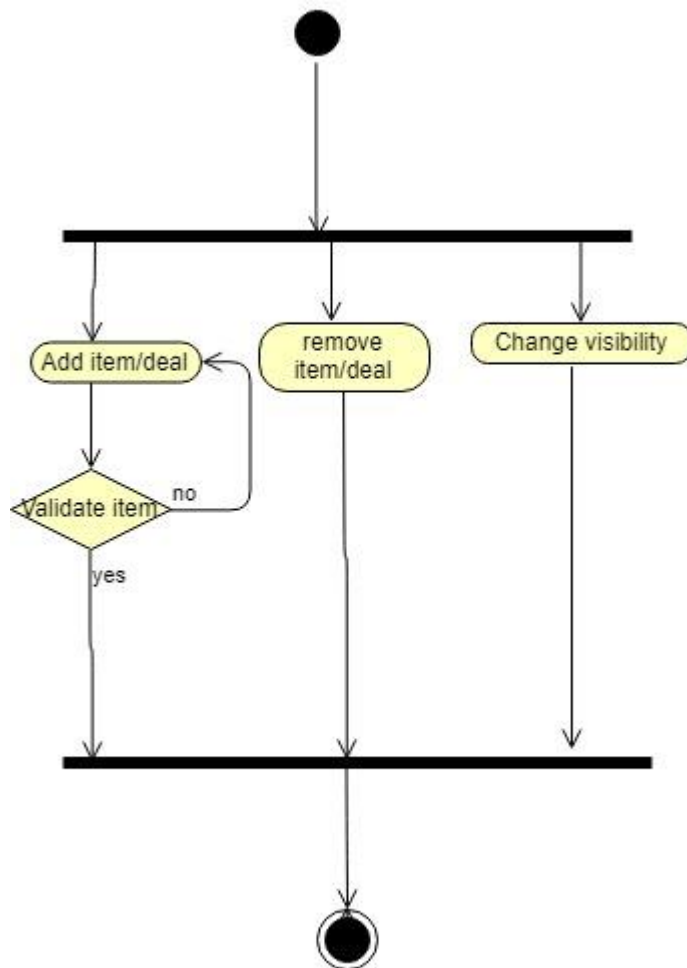 Add item/deal
remove
item/deal
Change visibility
Validate item
no
yes